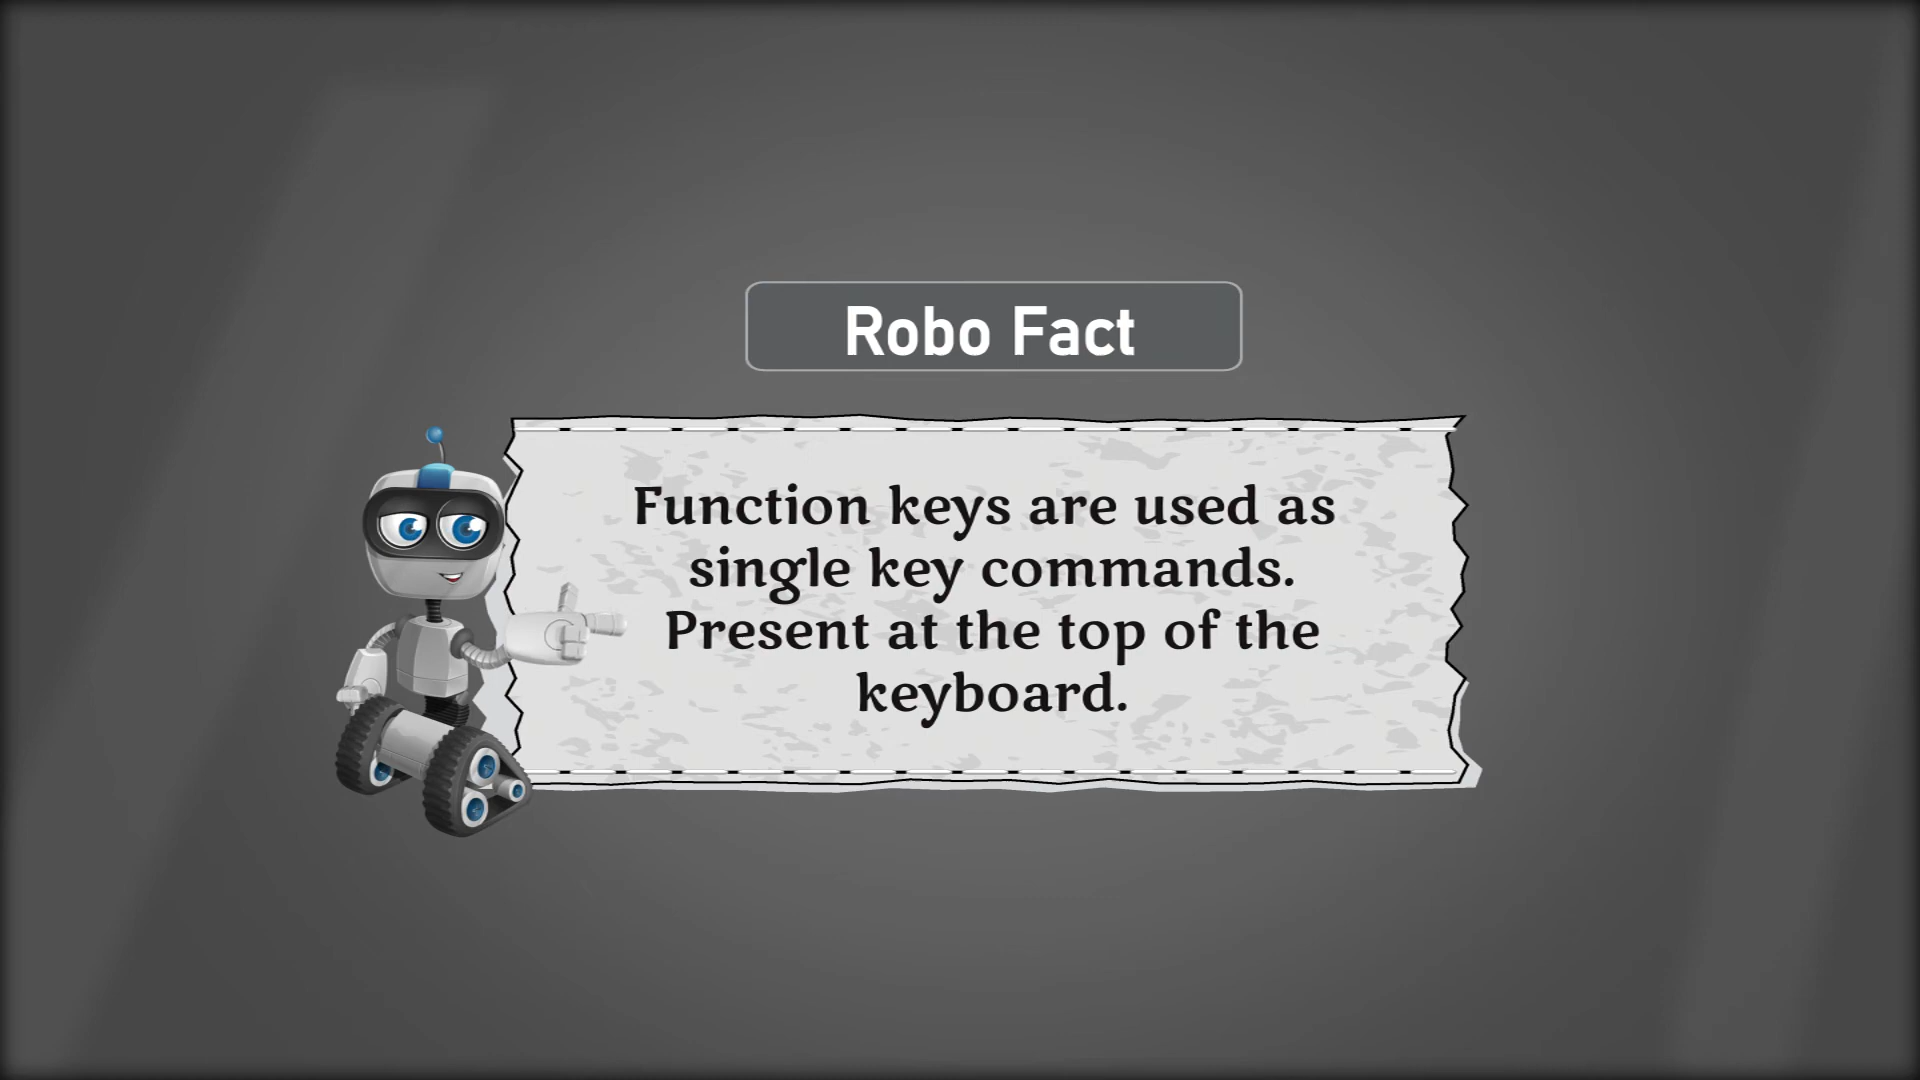 Robo Fact
Function keys are used as
single key commands.
Present at the top of the
keyboard.